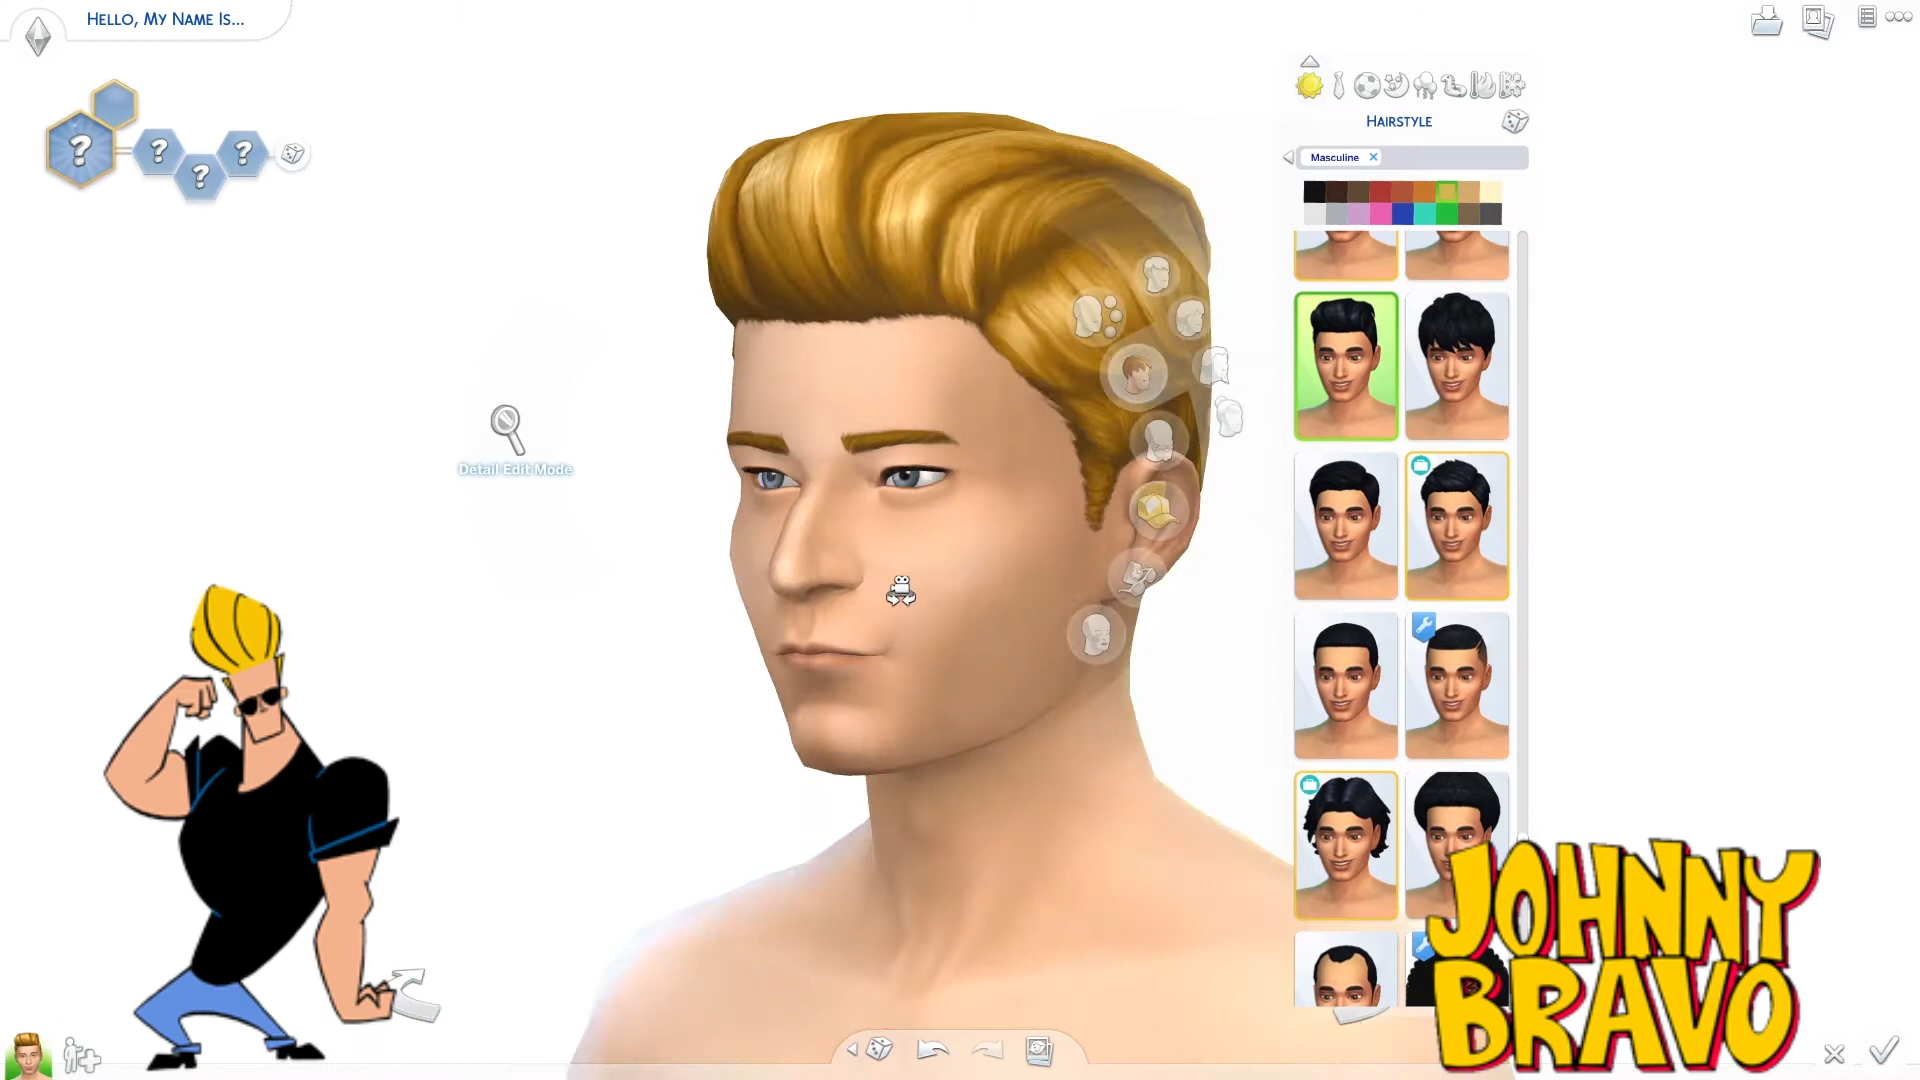 Hello, My Name Is...
Hairstyle
Masculine
Detail Edit Mode
JOHNNY
BRAVO